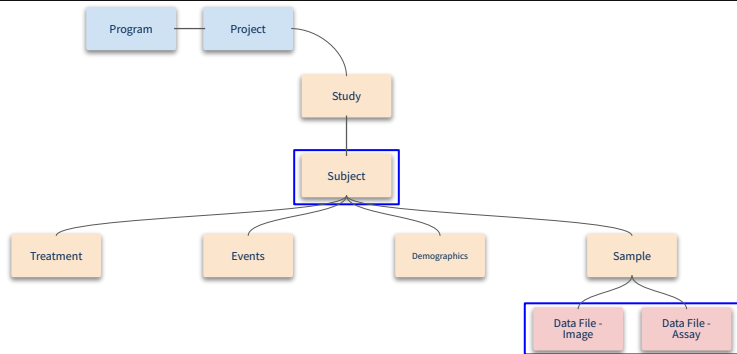 Program
Project
Study
Subject
Treatment
Events
Demographics
Sample
Data File -
Image
Data File -
Assay